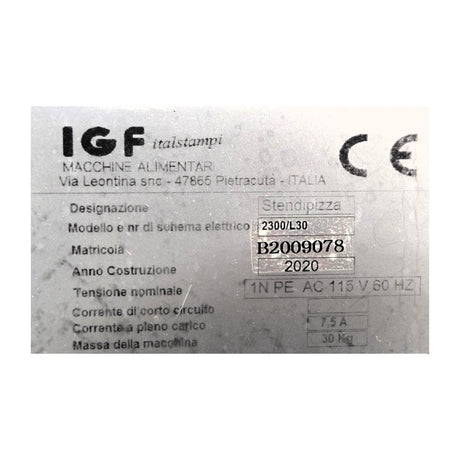 IGF italstampi
MACCHINE ALIMENTARI
Via Leontina snc - 47865 Pietracuta - ITALIA
CE
Designazione Stendipizza
Modello e nr di schema elettrico 2300/L30
Matricola B2009078
Anno Costruzione 2020
Tensione nominale 1N PE AC 115 V 60 HZ
Corrente di corto circuito
Corrente a pieno carico 7,5 A
Massa della macchina 30 Kg